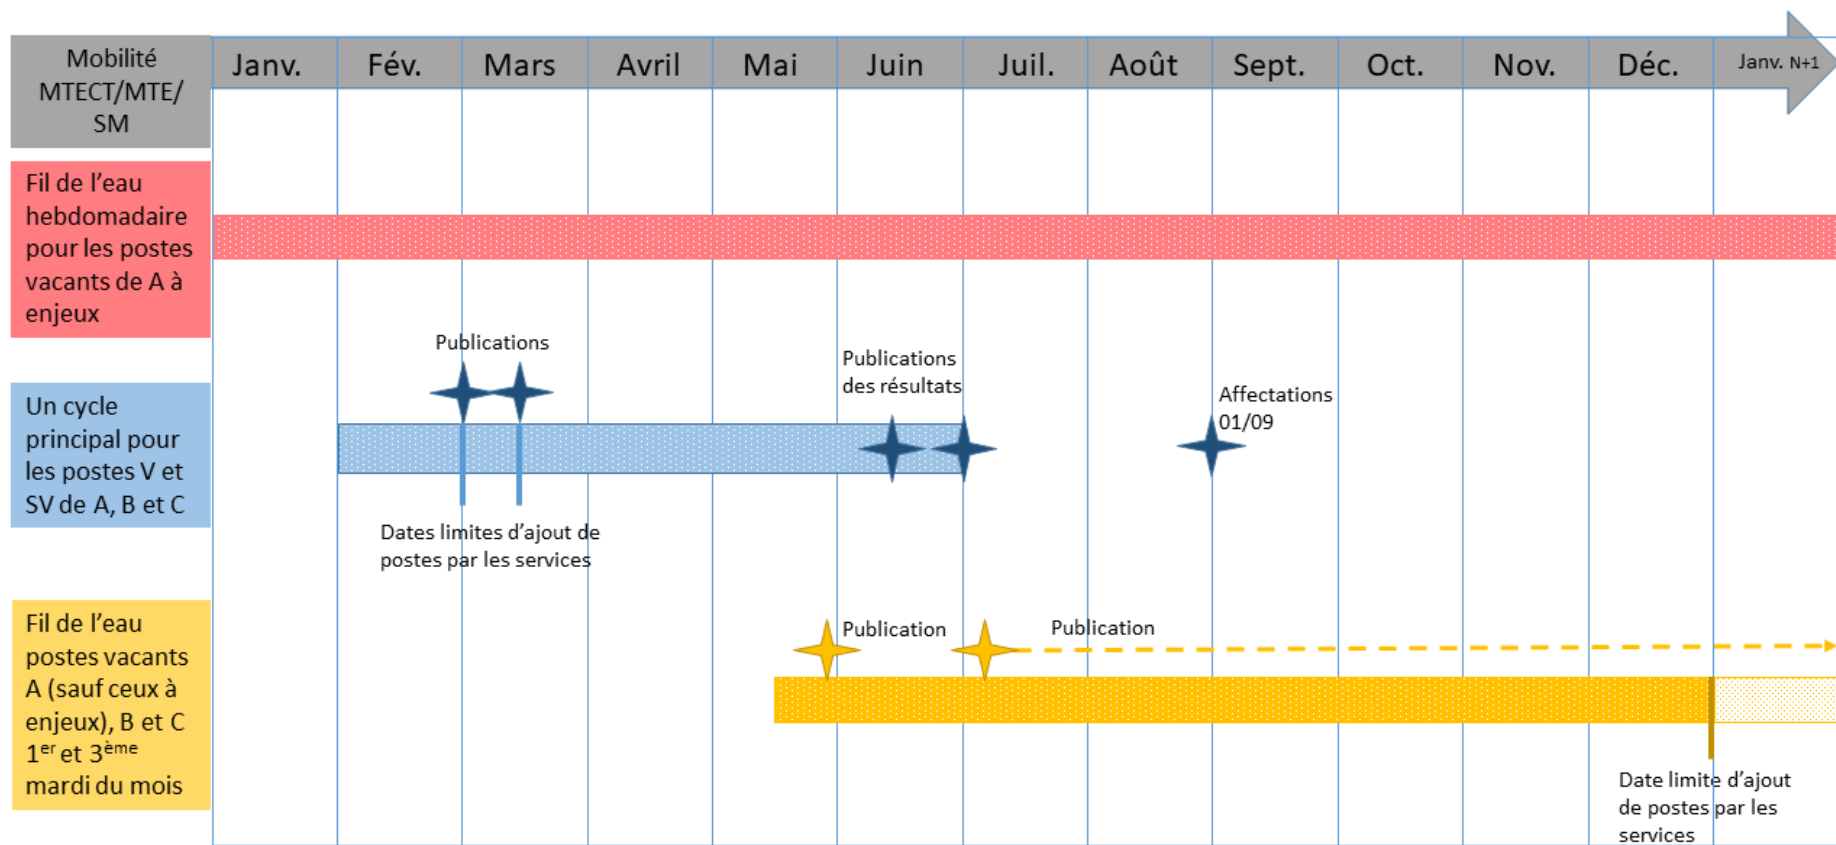 Mobilité
MTECT/MTE/
SM
Janv.
Fév.
Mars
Avril
Mai
Juin
Juil.
Août
Sept.
Oct.
Nov.
Déc.
Janv. N+1
Fil de l’eau
hebdomadaire
pour les postes
vacants de A à
enjeux
Publications
Publications
des résultats
Affectations
01/09
Un cycle
principal pour
les postes V et
SV de A, B et C
Dates limites d’ajout de
postes par les services
Fil de l’eau
postes vacants
A (sauf ceux à
enjeux), B et C
1er et 3ème
mardi du mois
Publication
Publication
Date limite d’ajout
de postes par les
services